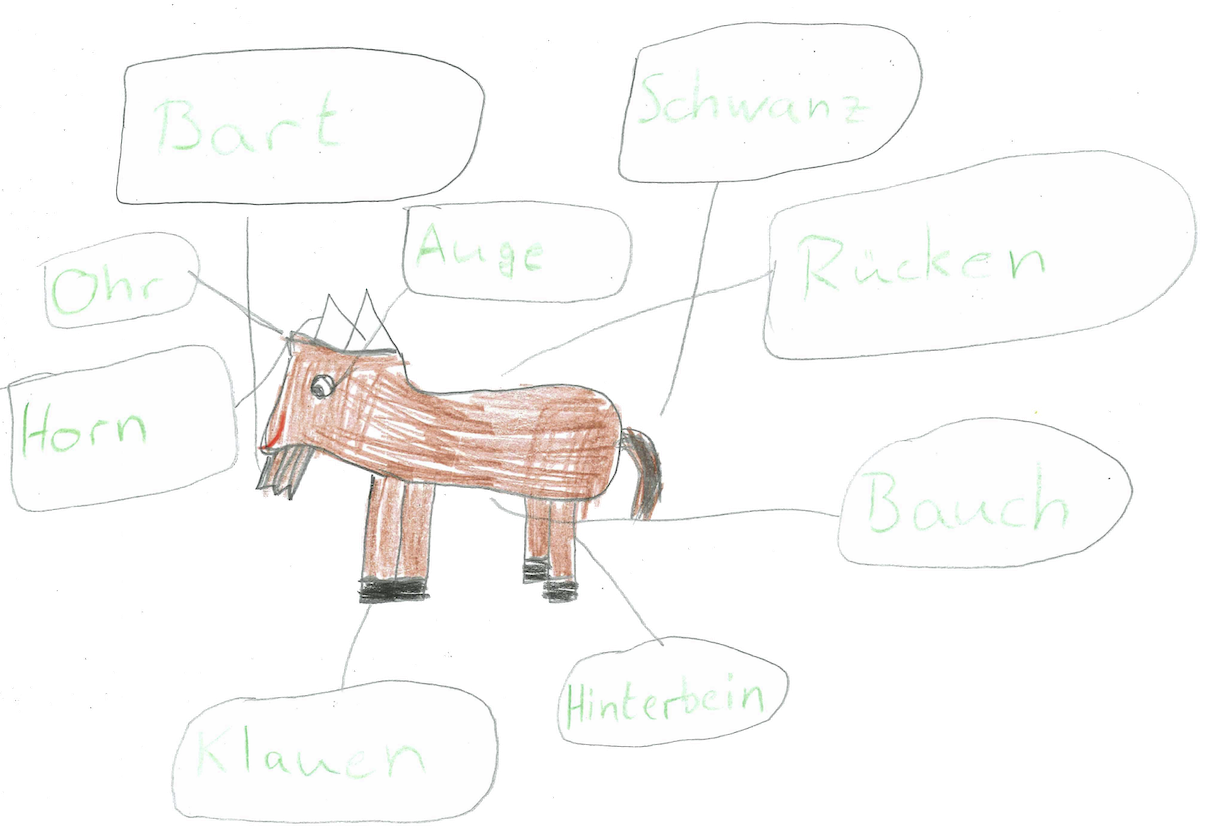 Bart
Schwanz
Ohr
Auge
Rücken
Horn
Bauch
Klauen
Hinterbein